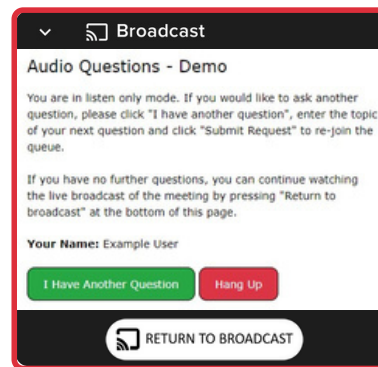 Broadcast
Audio Questions - Demo
You are in listen only mode. If you would like to ask another
question, please click "I have another question", enter the topic
of your next question and click "Submit Request" to re-join the
queue.
If you have no further questions, you can continue watching
the live broadcast of the meeting by pressing "Return to
broadcast" at the bottom of this page.
Your Name: Example User
I Have Another Question Hang Up
RETURN TO BROADCAST